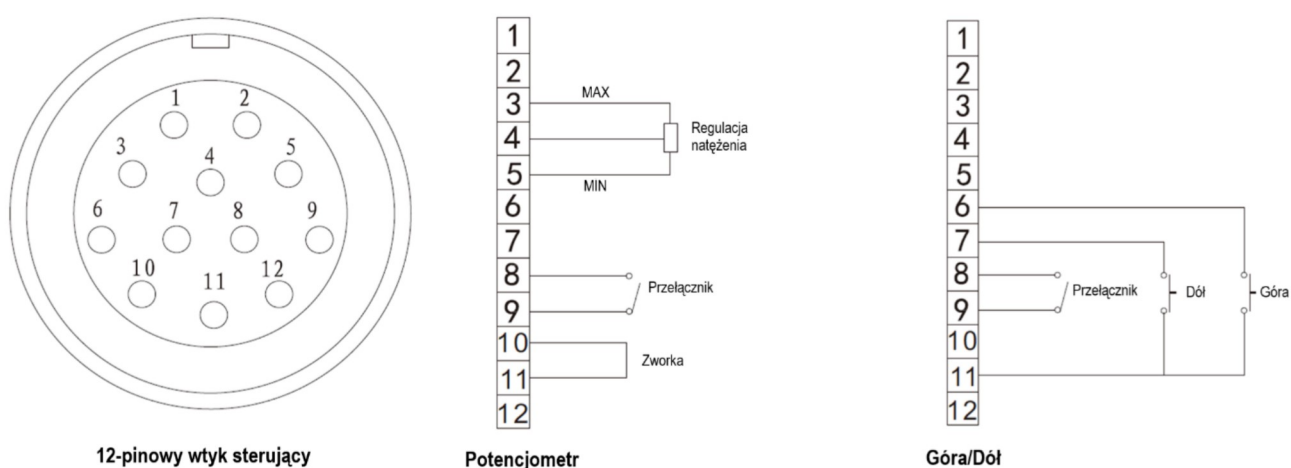 1 2
3 4 5
6 7 8 9
10 11 12
12-pinowy wtyk sterujący
1
2
3
4
5
6
7
8
9
10
11
12
MAX
MIN
Regulacja
natężenia
Przełącznik
Zworka
Potencjometr
1
2
3
4
5
6
7
8
9
10
11
12
Przełącznik
Dół
Góra
Góra/Dół